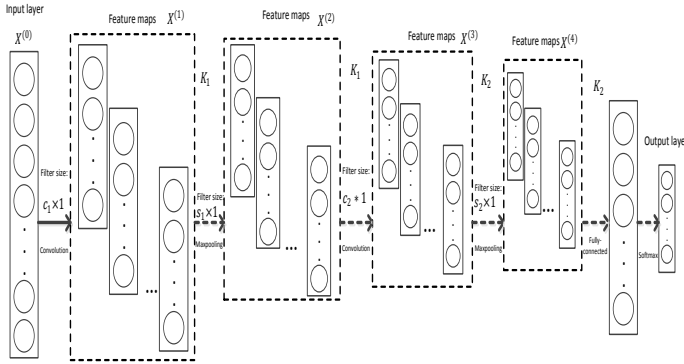 Input layer
X^(0)
Feature maps X^(1)
Feature maps X^(2)
Feature maps X^(3)
Feature maps X^(4)
K_1
K_1
K_2
K_2
Output layer
Filter size:
c_1×1
Convolution
Filter size:
s_1×1
Maxpooling
Filter size:
c_2 * 1
Convolution
Filter size:
s_2×1
Maxpooling
Fully-
connected
Softmax
...
...
...
...